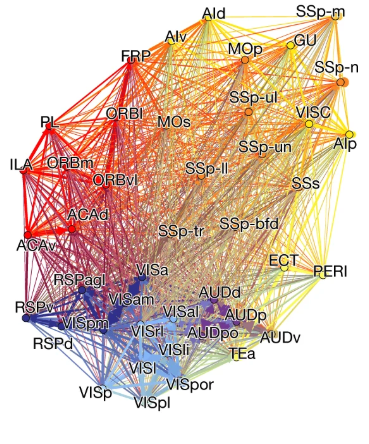 AId
SSp-m
AIv
GU
FRP
MOp
SSp-n
SSp-ul
ORBl
VISC
PL
MOs
AIp
SSp-un
ILA
ORBm
SSp-ll
ORBvl
SSs
ACAd
SSp-bfd
SSp-tr
ACAv
ECT
VISa
PERI
RSPagl
AUDd
VISam
RSPv
VISal
AUDp
VISpm
VISrl
AUDpo
AUDv
RSPd
VISli
TEa
VISl
VISpor
VISp
VISpl